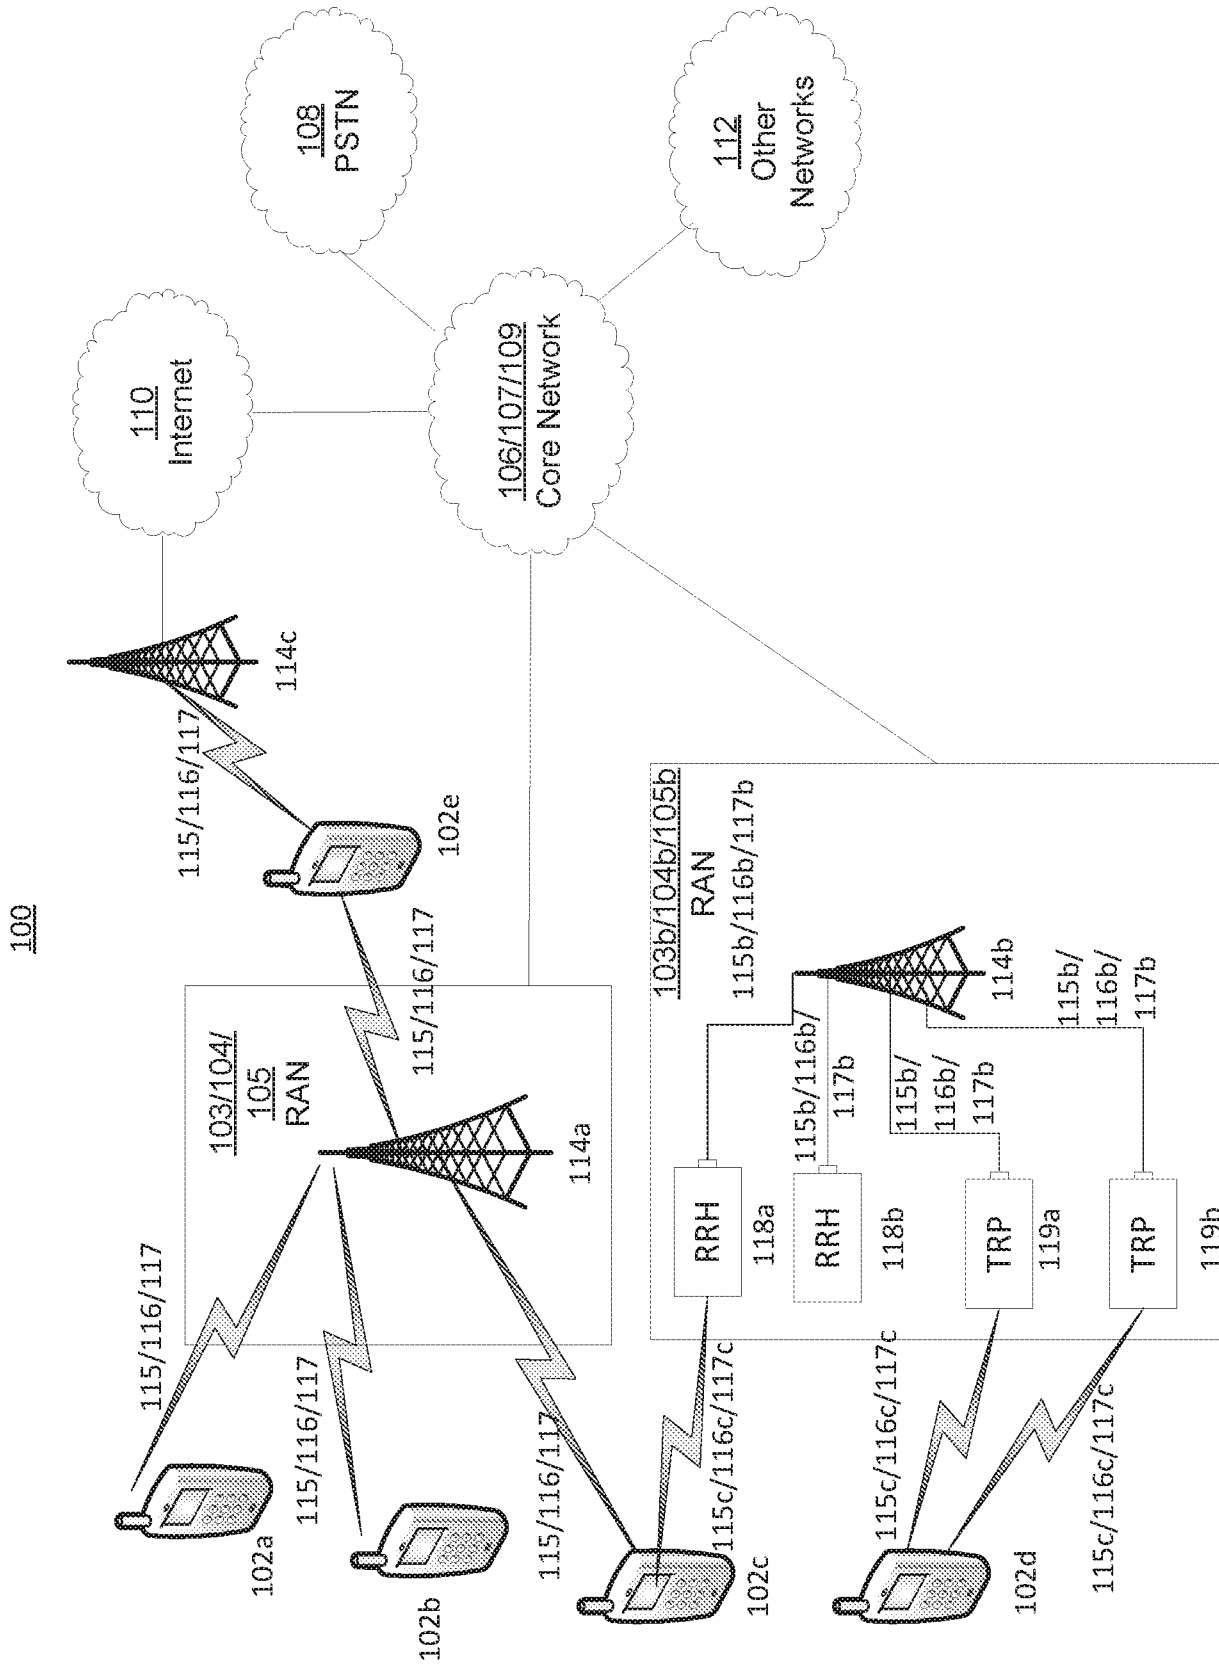 100
102a
115/116/117
102b
115/116/117
115/116/117
102c
115c/116c/117c
102d
115c/116c/117c
115c/116c/117c
103/104/
105
RAN
114a
115/116/117
102e
115/116/117
114c
110
Internet
108
PSTN
106/107/109
Core Network
112
Other
Networks
103b/104b/105b
RAN
115b/116b/117b
RRH
118a
RRH
118b
TRP
119a
TRP
119b
115b/116b/
117b
115b/
116b/
117b
114b
115b/
116b/
117b